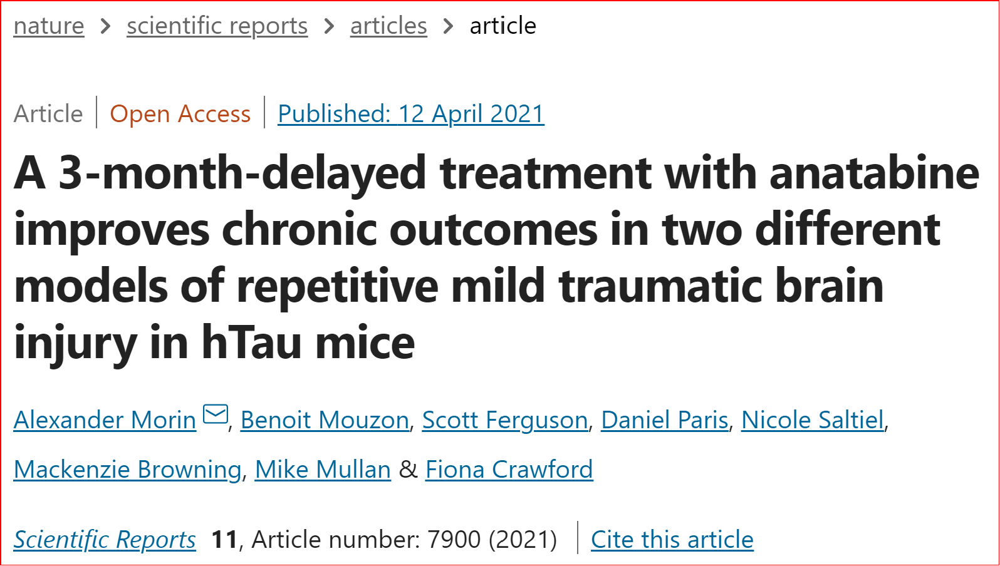 nature > scientific reports > articles > article
Article | Open Access | Published: 12 April 2021
A 3-month-delayed treatment with anatabine
improves chronic outcomes in two different
models of repetitive mild traumatic brain
injury in hTau mice
Alexander Morin, Benoit Mouzon, Scott Ferguson, Daniel Paris, Nicole Saltiel,
Mackenzie Browning, Mike Mullan & Fiona Crawford
Scientific Reports 11, Article number: 7900 (2021) | Cite this article